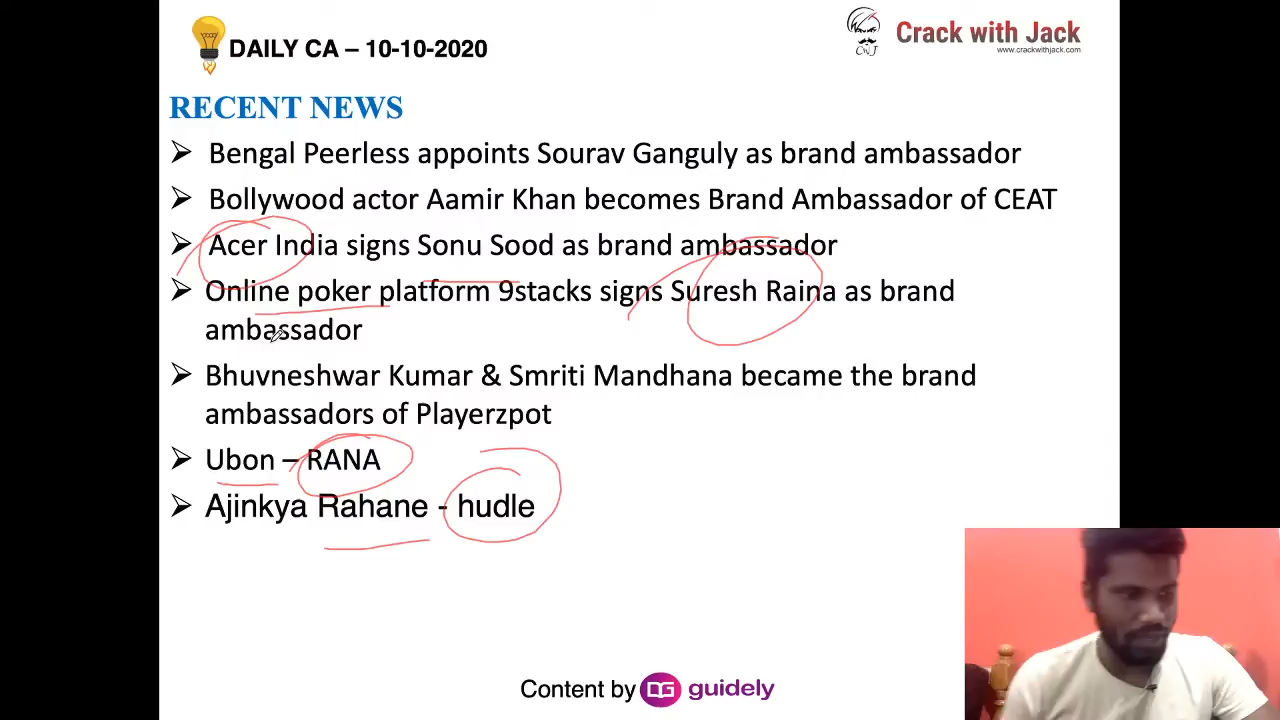 DAILY CA – 10-10-2020
Crack with Jack
www.crackwithjack.com
CWJ
RECENT NEWS
➢ Bengal Peerless appoints Sourav Ganguly as brand ambassador
➢ Bollywood actor Aamir Khan becomes Brand Ambassador of CEAT
➢ Acer India signs Sonu Sood as brand ambassador
➢ Online poker platform 9stacks signs Suresh Raina as brand
ambassador
➢ Bhuvneshwar Kumar & Smriti Mandhana became the brand
ambassadors of Playerzpot
➢ Ubon – RANA
➢ Ajinkya Rahane - hudle
Content by guidely